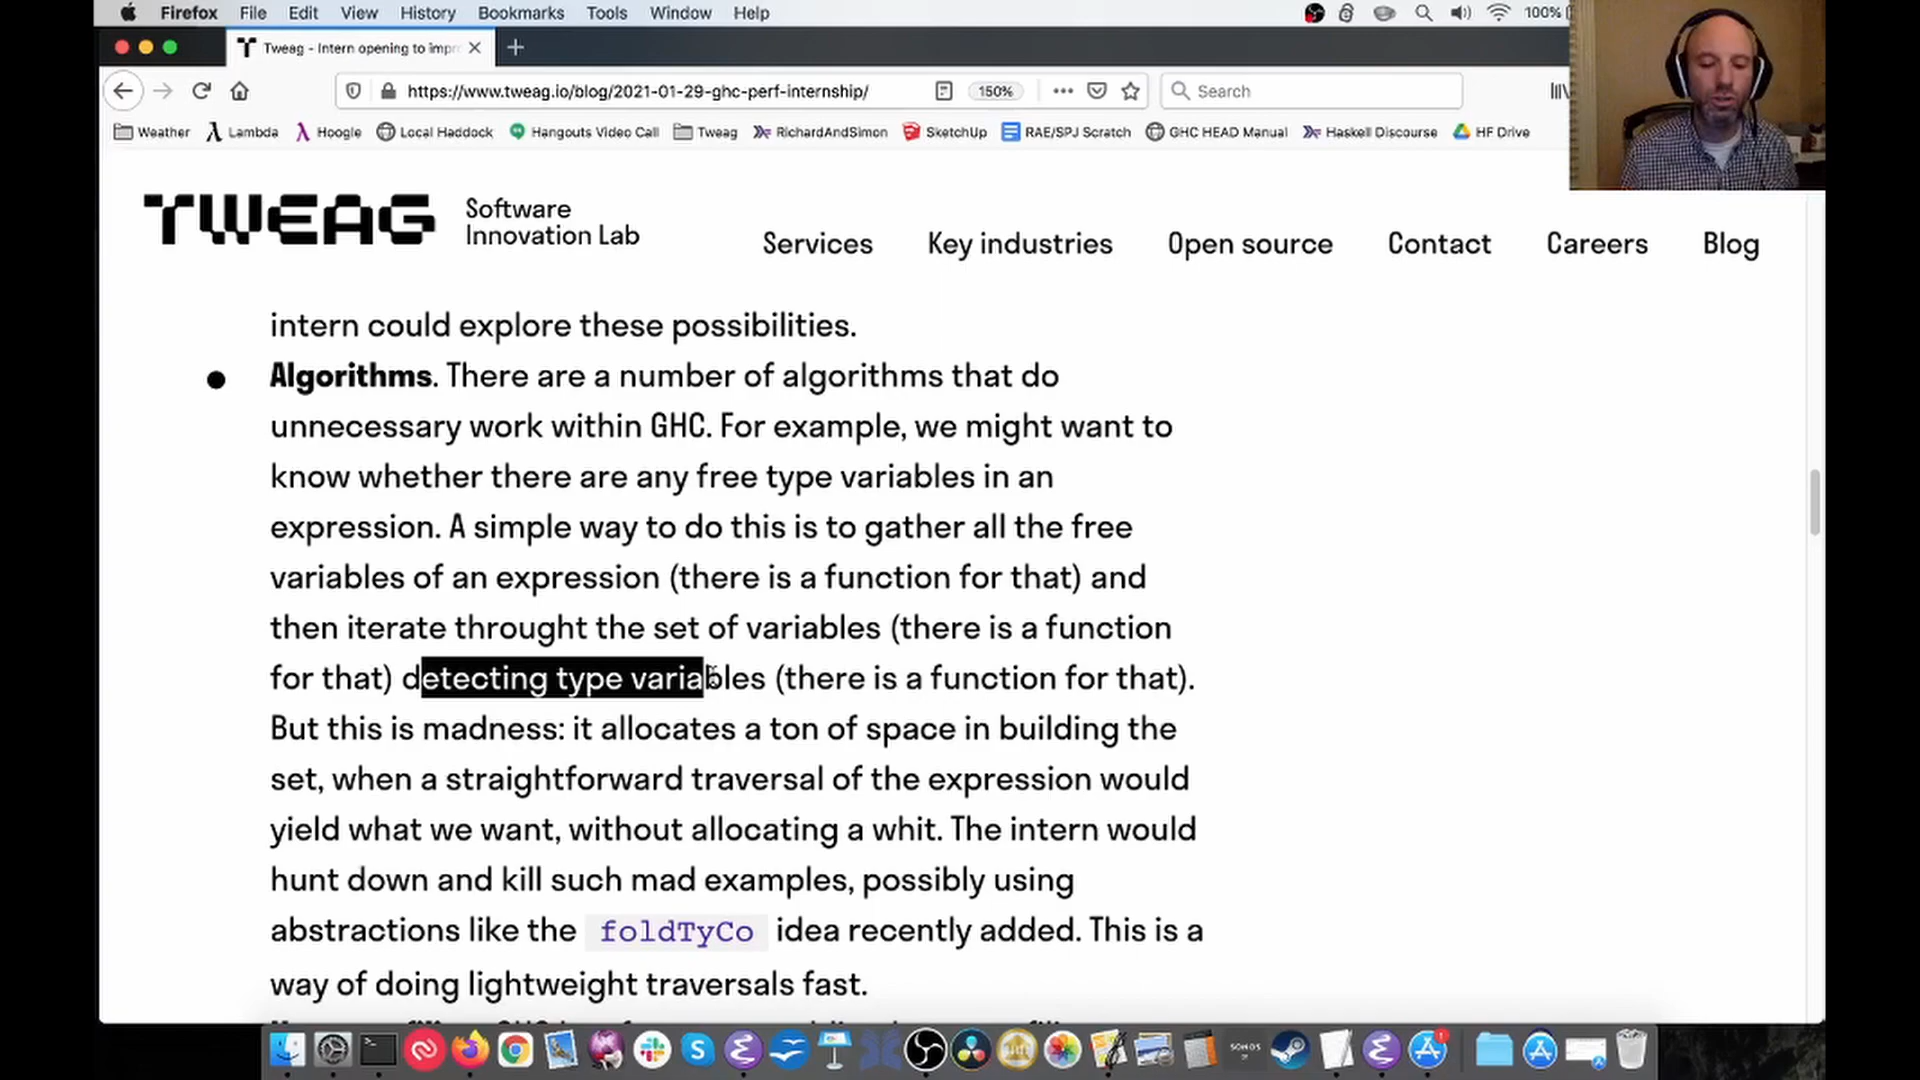 Firefox File Edit View History Bookmarks Tools Window Help
100%
Tweag - Intern opening to impr
https://www.tweag.io/blog/2021-01-29-ghc-perf-internship/
150%
Search
Weather Lambda Hoogle Local Haddock Hangouts Video Call Tweag RichardAndSimon SketchUp RAE/SPJ Scratch GHC HEAD Manual Haskell Discourse HF Drive
TWEAG
Software
Innovation Lab
Services Key industries Open source Contact Careers Blog
intern could explore these possibilities.
Algorithms. There are a number of algorithms that do
unnecessary work within GHC. For example, we might want to
know whether there are any free type variables in an
expression. A simple way to do this is to gather all the free
variables of an expression (there is a function for that) and
then iterate throught the set of variables (there is a function
for that) detecting type variables (there is a function for that).
But this is madness: it allocates a ton of space in building the
set, when a straightforward traversal of the expression would
yield what we want, without allocating a whit. The intern would
hunt down and kill such mad examples, possibly using
abstractions like the foldTyCo idea recently added. This is a
way of doing lightweight traversals fast.
SONOS